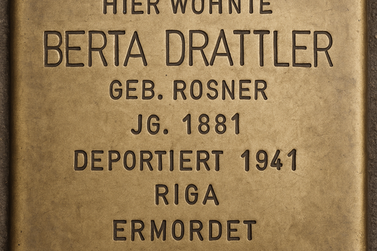 HIER WOHNTE
BERTA DRATTLER
GEB. ROSNER
JG. 1881
DEPORTIERT 1941
RIGA
ERMORDET